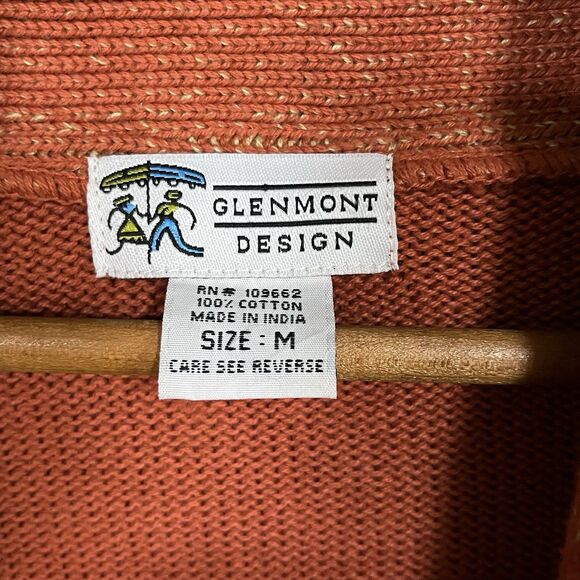 GLENMONT
DESIGN
RN# 109662
100% COTTON
MADE IN INDIA
SIZE : M
CARE SEE REVERSE